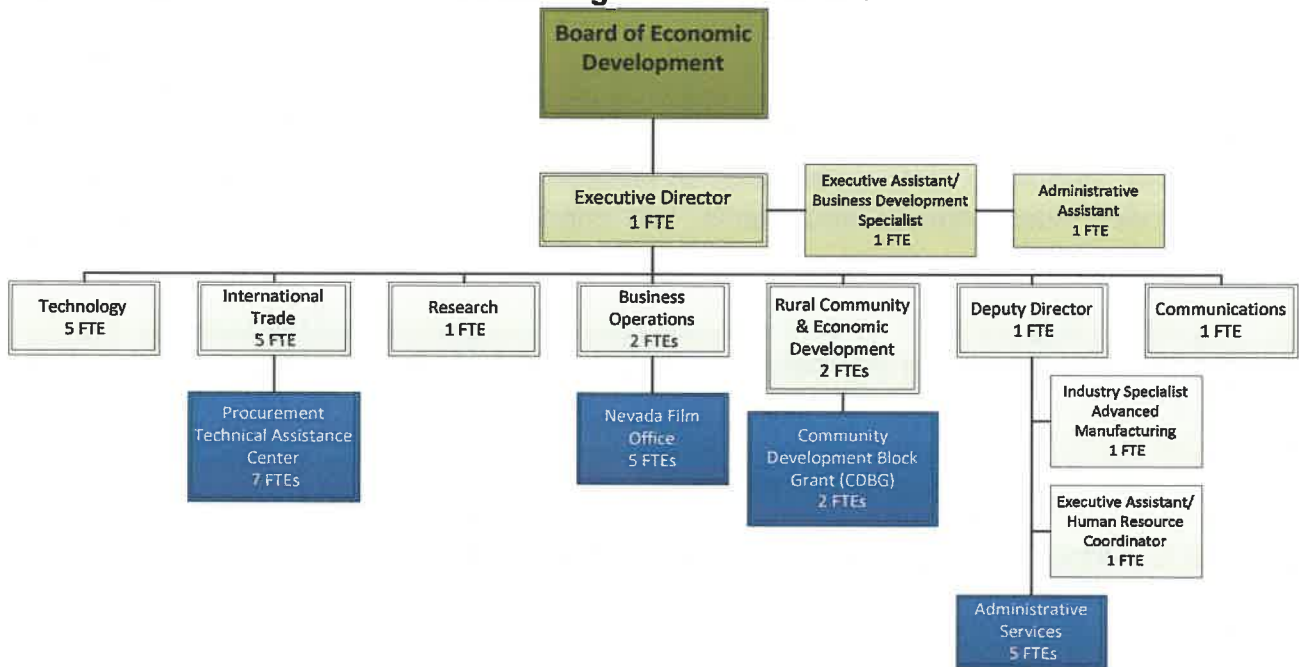 Board of Economic
Development
Executive Director
1 FTE
Executive Assistant/
Business Development
Specialist
1 FTE
Administrative
Assistant
1 FTE
Technology
5 FTE
International
Trade
5 FTE
Research
1 FTE
Business
Operations
2 FTEs
Rural Community
& Economic
Development
2 FTEs
Deputy Director
1 FTE
Communications
1 FTE
Procurement
Technical Assistance
Center
7 FTEs
Nevada Film
Office
5 FTEs
Community
Development Block
Grant (CDBG)
2 FTEs
Industry Specialist
Advanced
Manufacturing
1 FTE
Executive Assistant/
Human Resource
Coordinator
1 FTE
Administrative
Services
5 FTEs